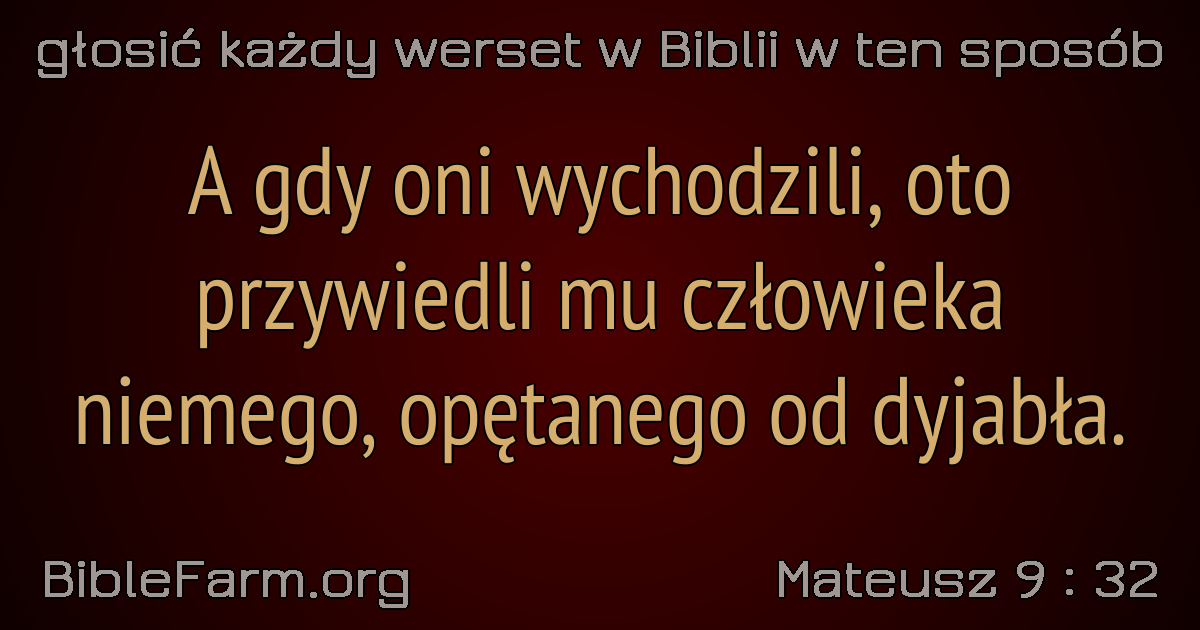 głosić każdy werset w Biblii w ten sposób
A gdy oni wychodzili, oto
przywiedli mu człowieka
niemego, opętanego od dyjabła.
BibleFarm.org
Mateusz 9 : 32